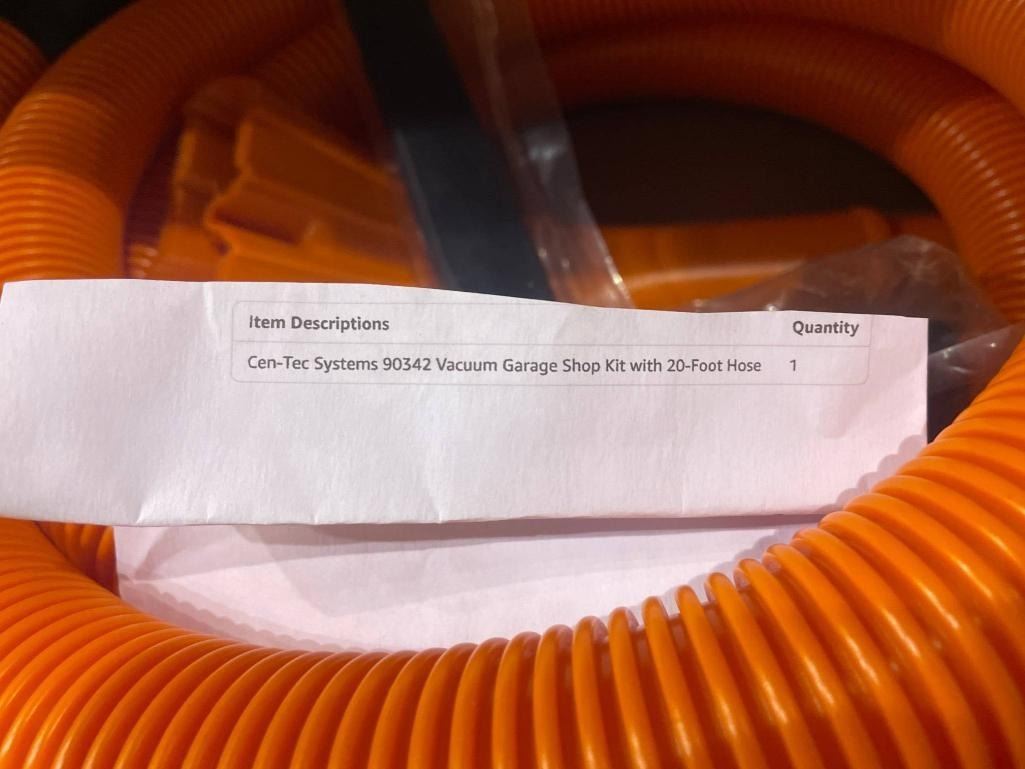 Item Descriptions Quantity
Cen-Tec Systems 90342 Vacuum Garage Shop Kit with 20-Foot Hose 1